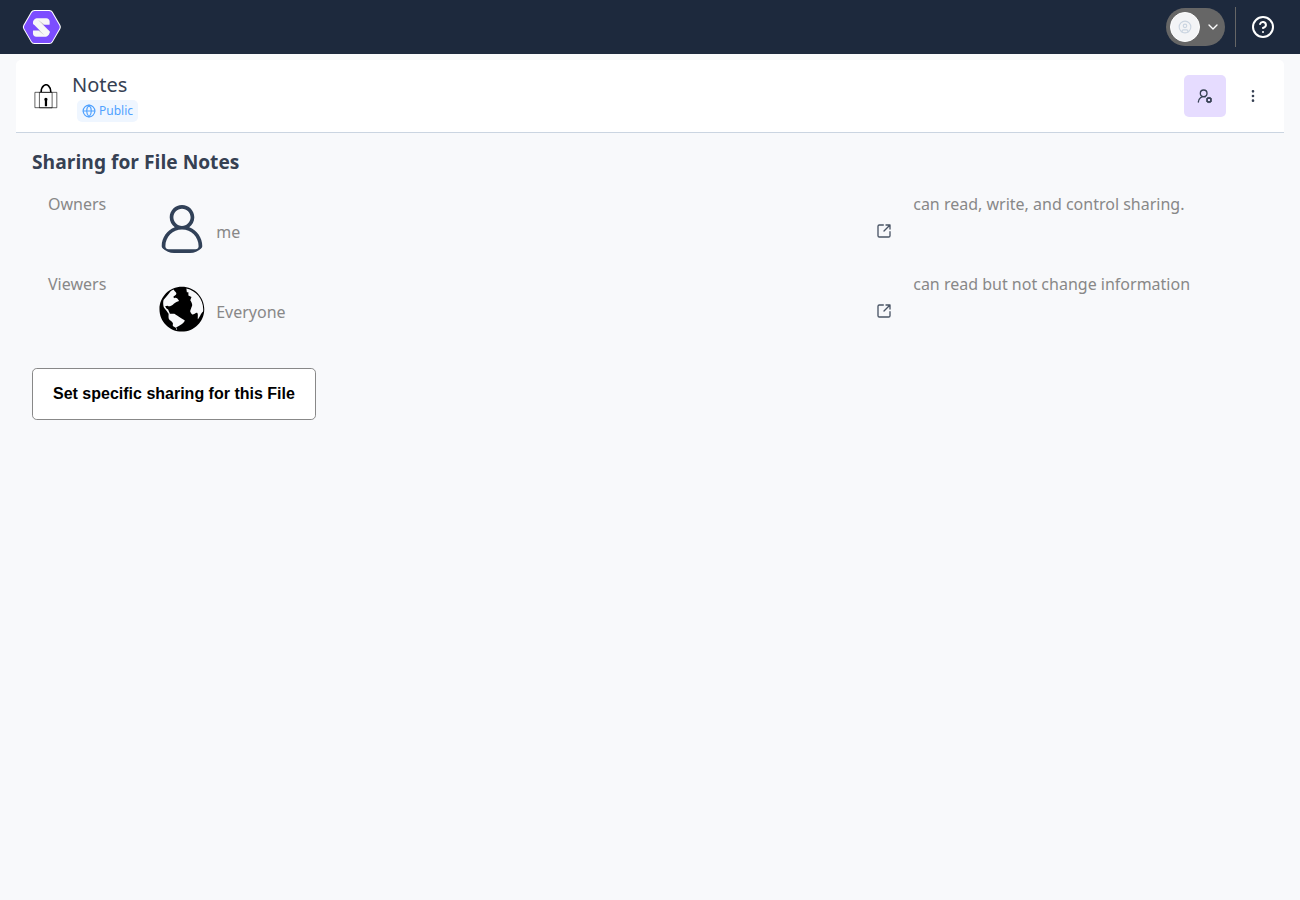 Notes
Public
Sharing for File Notes
Owners
me
can read, write, and control sharing.
Viewers
Everyone
can read but not change information
Set specific sharing for this File